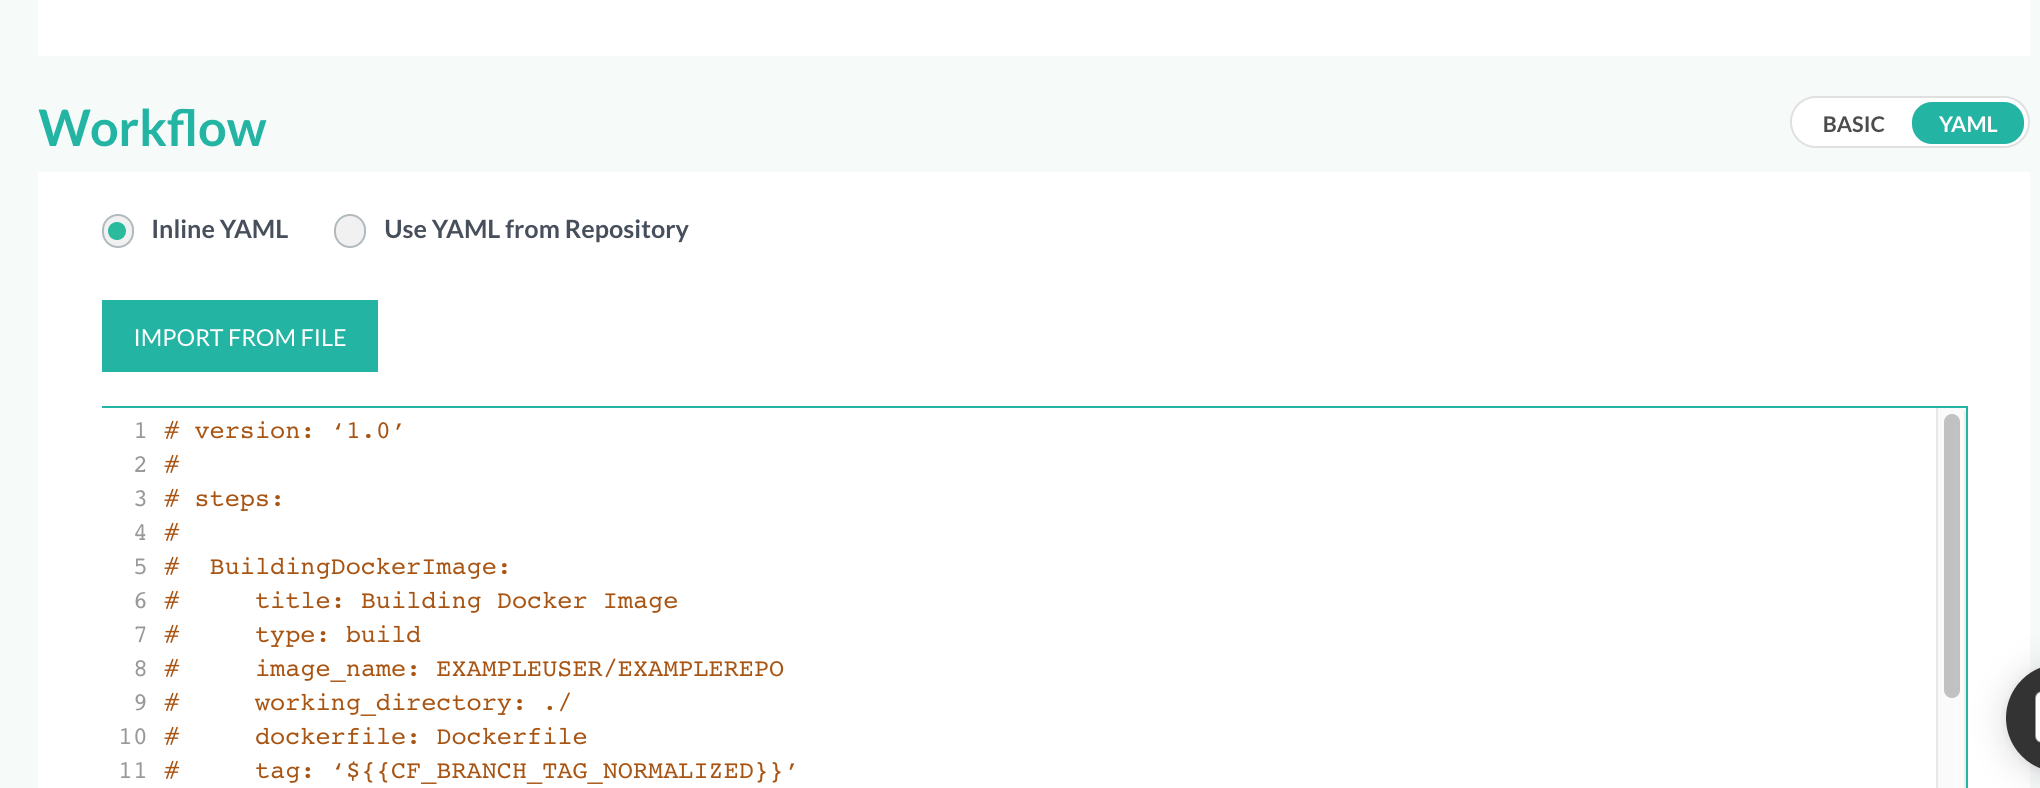 Workflow
BASIC YAML
Inline YAML Use YAML from Repository
IMPORT FROM FILE
1 # version: ‘1.0’
2 #
3 # steps:
4 #
5 #  BuildingDockerImage:
6 #     title: Building Docker Image
7 #     type: build
8 #     image_name: EXAMPLEUSER/EXAMPLEREPO
9 #     working_directory: ./
10 #     dockerfile: Dockerfile
11 #     tag: ‘${{CF_BRANCH_TAG_NORMALIZED}}’